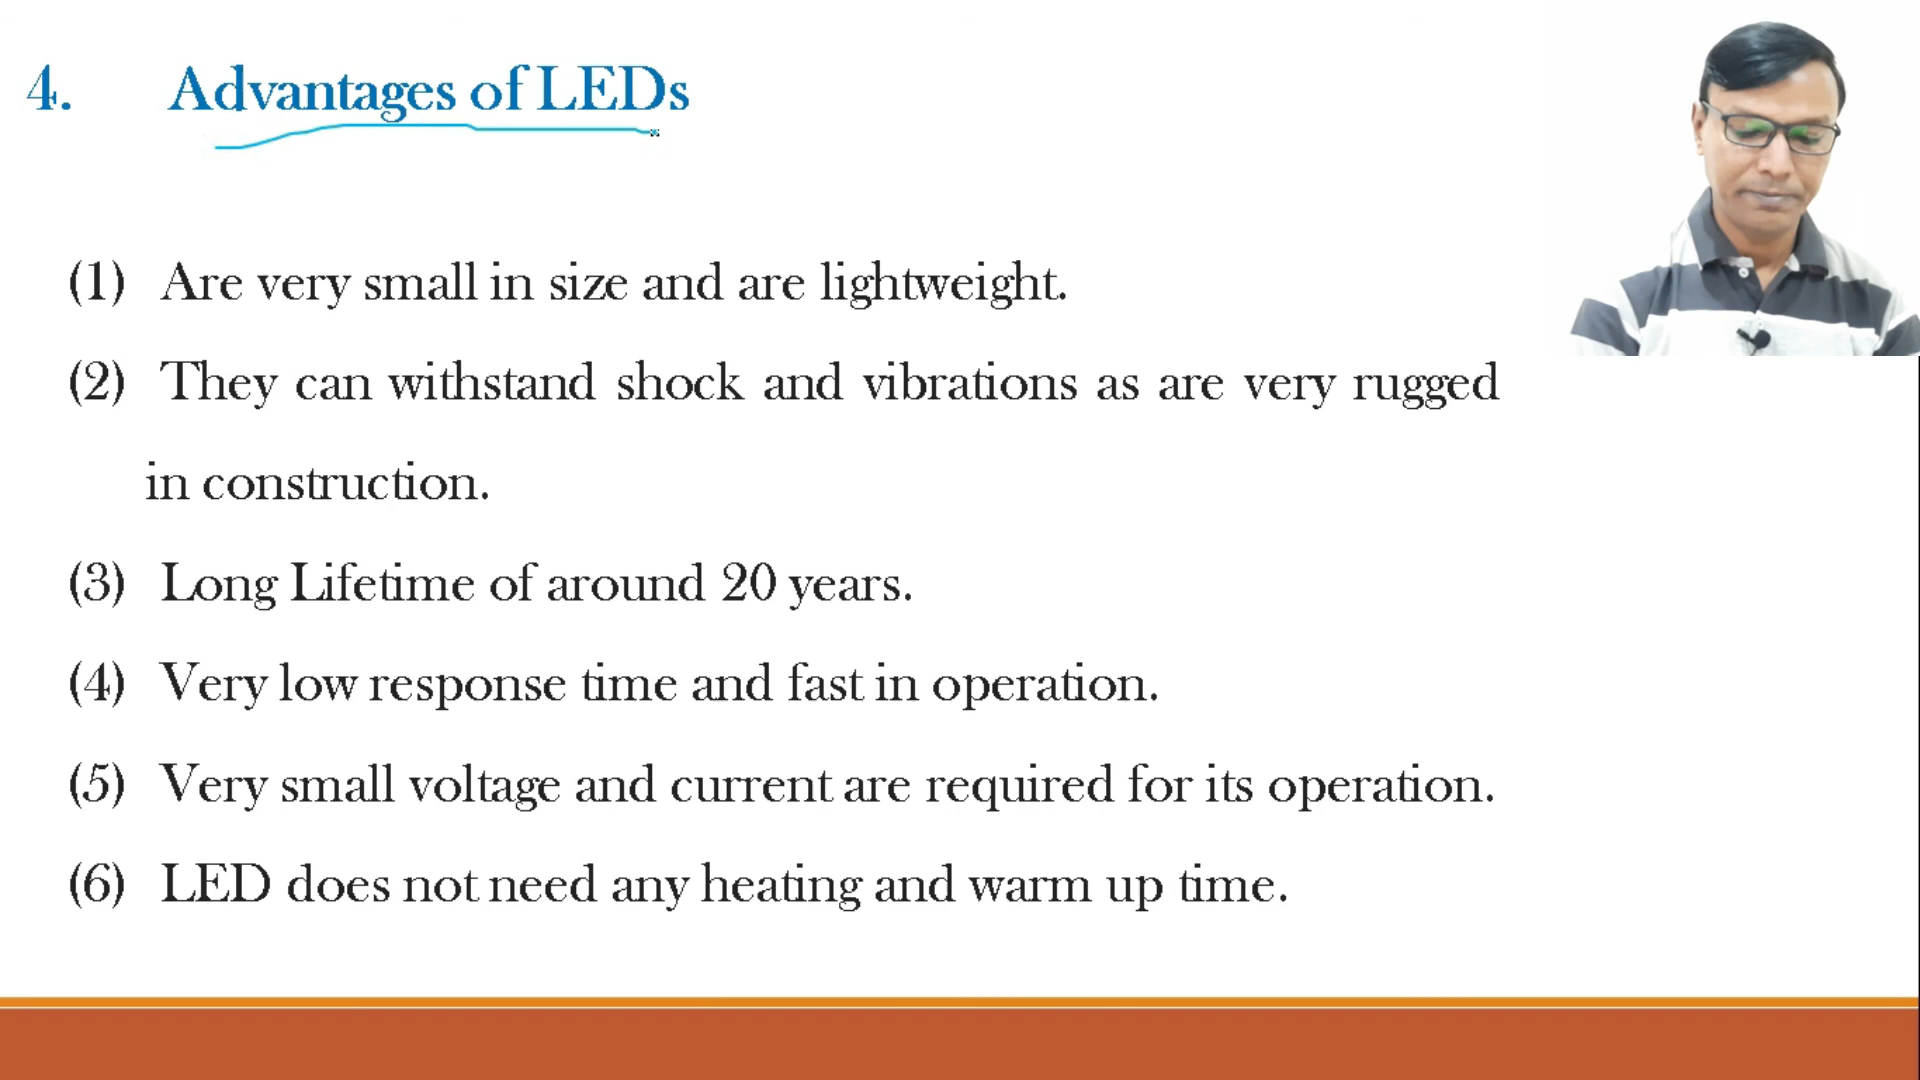 4. Advantages of LEDs
(1) Are very small in size and are lightweight.
(2) They can withstand shock and vibrations as are very rugged
in construction.
(3) Long Lifetime of around 20 years.
(4) Very low response time and fast in operation.
(5) Very small voltage and current are required for its operation.
(6) LED does not need any heating and warm up time.